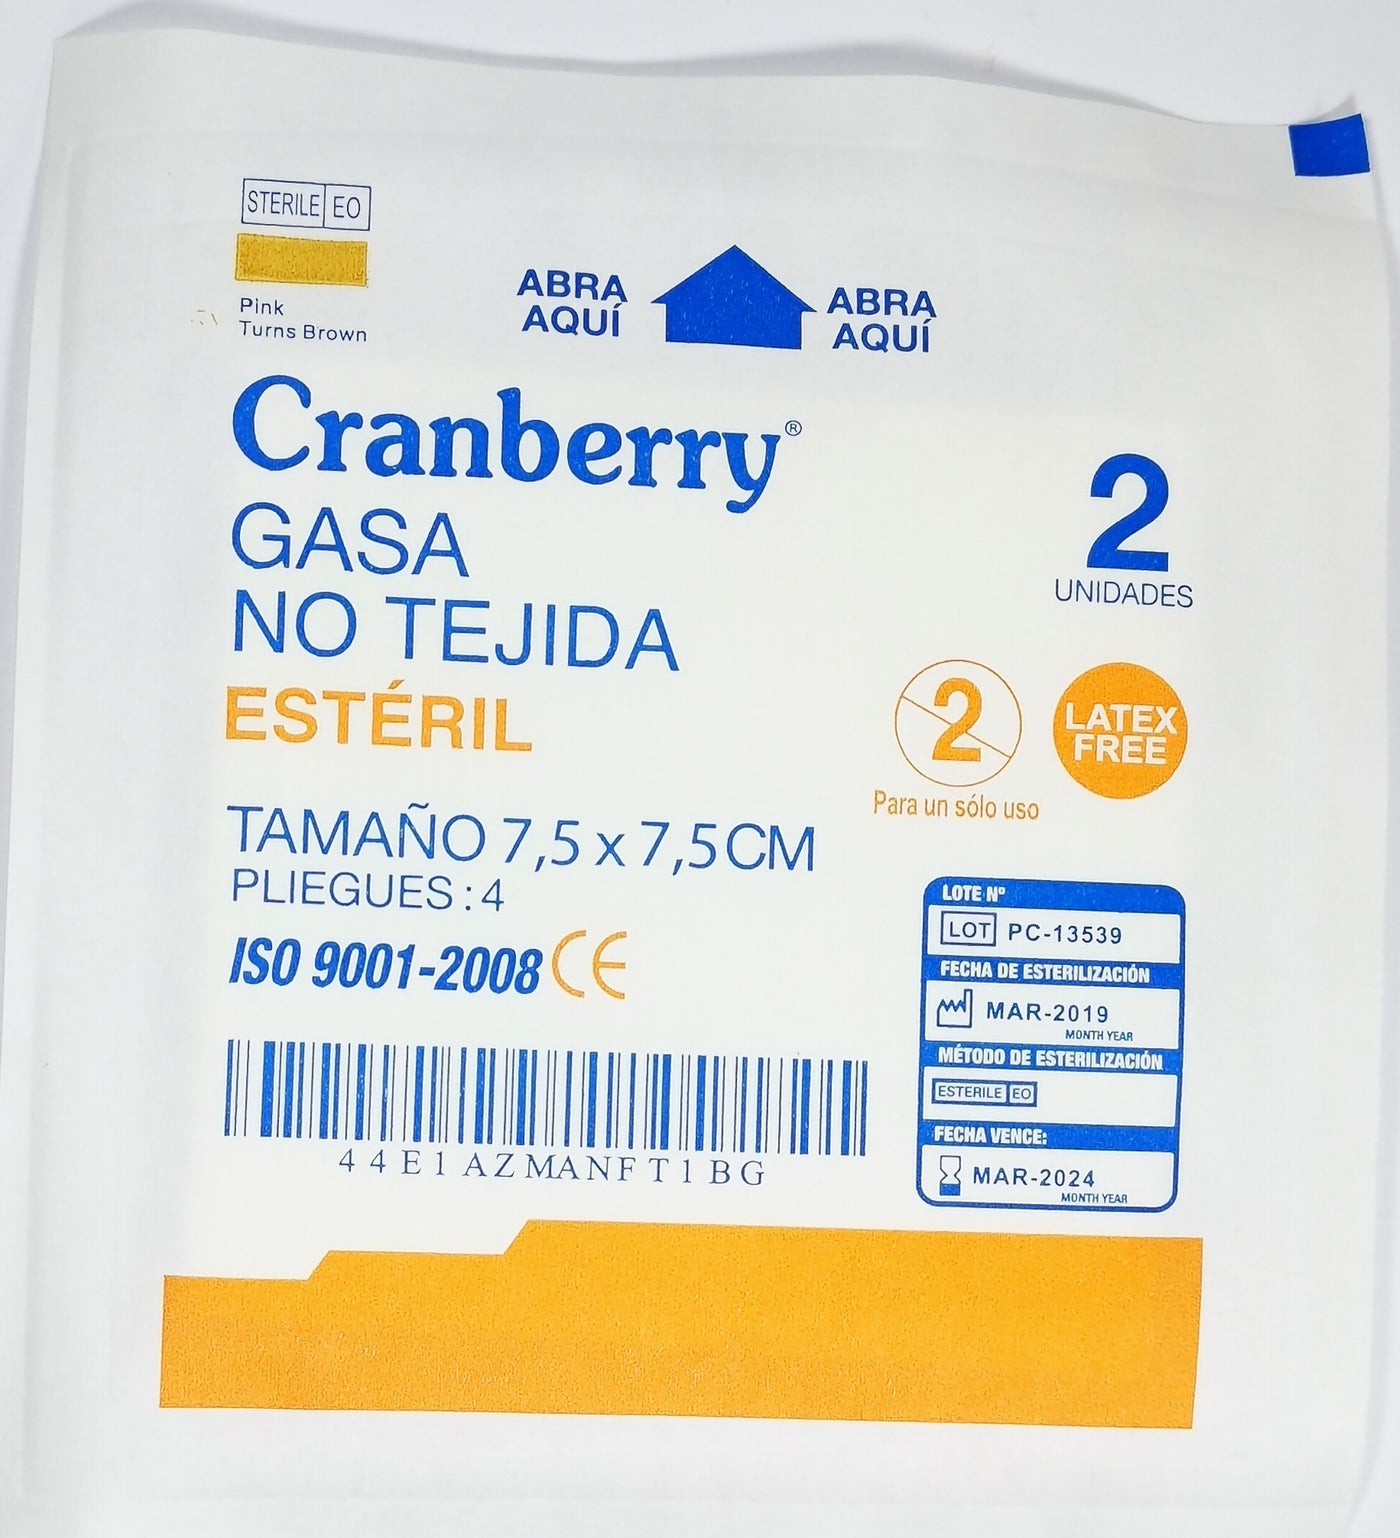 STERILE EO
Pink
Turns Brown
ABRA
AQUÍ
ABRA
AQUÍ
Cranberry®
GASA
NO TEJIDA
ESTÉRIL
2
UNIDADES
2
Para un sólo uso
LATEX
FREE
TAMAÑO 7,5 x 7,5 CM
PLIEGUES : 4
ISO 9001-2008 CE
44E1AZMANFT1BG
LOTE Nº
LOT PC-13539
FECHA DE ESTERILIZACIÓN
MAR-2019
MONTH YEAR
MÉTODO DE ESTERILIZACIÓN
ESTERILE EO
FECHA VENCE:
MAR-2024
MONTH YEAR